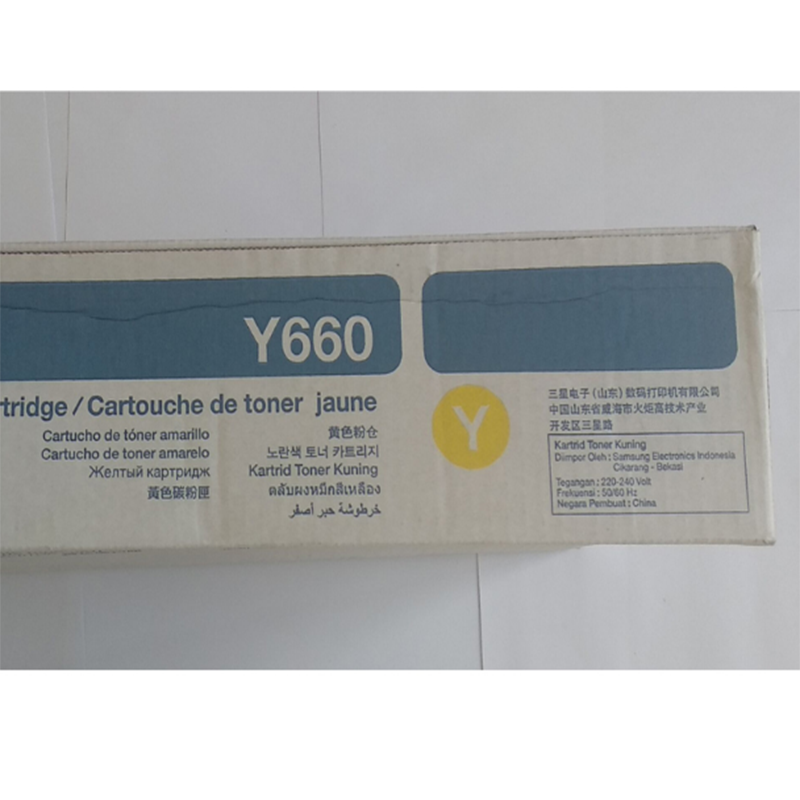 Y660
tridge / Cartouche de toner jaune
Cartucho de tóner amarillo
Cartucho de toner amarelo
Желтый картридж
黃色碳粉匣
黄色粉仓
노란색 토너 카트리지
Kartrid Toner Kuning
ตลับผงหมึกสีเหลือง
خرطوشة حبر أصفر
Y
三星电子（山东）数码打印机有限公司
中国山东省威海市火炬高技术产业
开发区三星路
Kartrid Toner Kuning
Dimpor Oleh : Samsung Electronics Indonesia
Cikarang - Bekasi
Tegangan : 220-240 Volt
Frekuensi : 50/60 Hz
Negara Pembuat : China